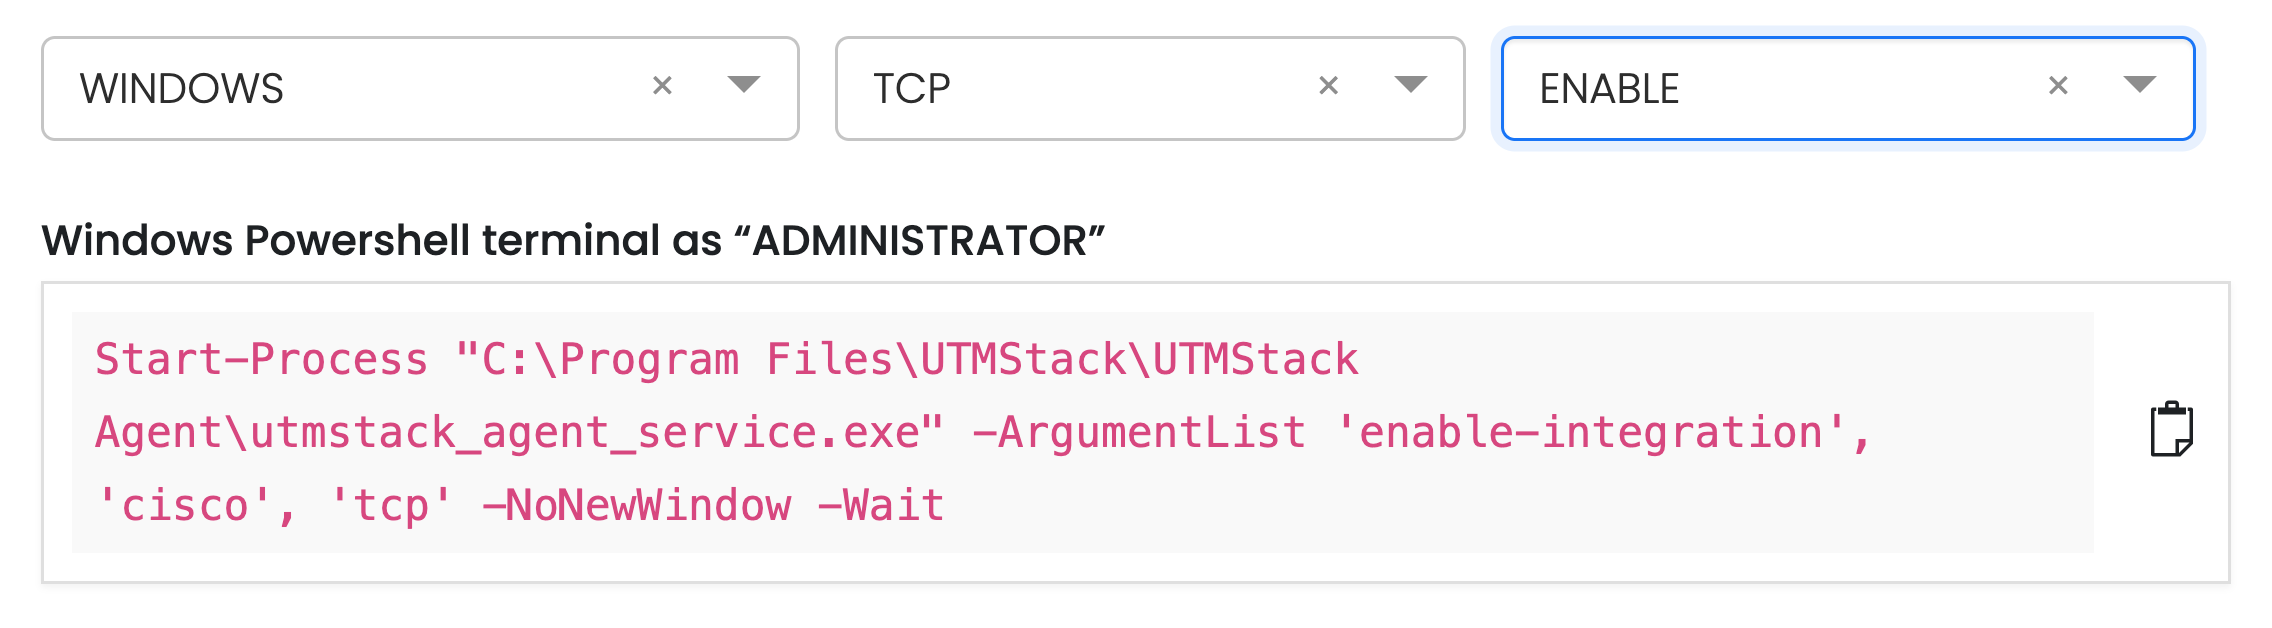 WINDOWS × TCP × ENABLE ×
Windows Powershell terminal as “ADMINISTRATOR”
Start-Process "C:\Program Files\UTMStack\UTMStack
Agent\utmstack_agent_service.exe" -ArgumentList 'enable-integration',
'cisco', 'tcp' -NoNewWindow -Wait